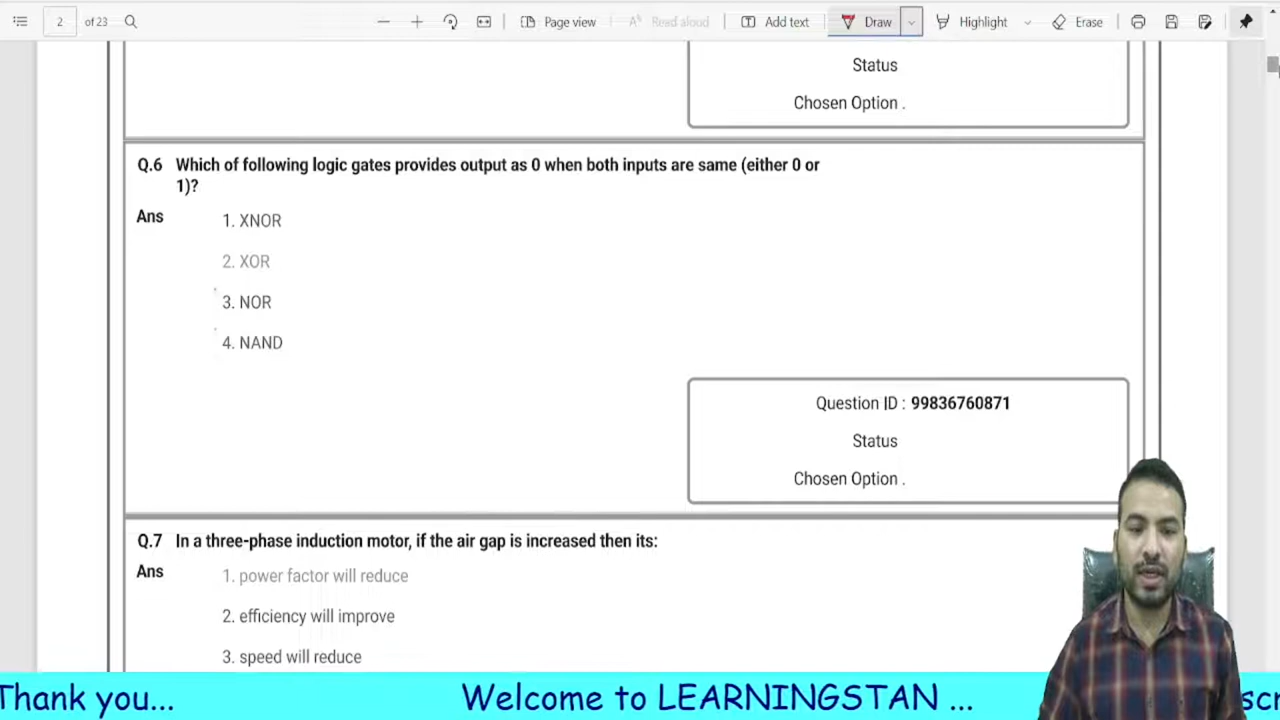 2 of 23 Page view Read aloud Add text Draw Highlight Erase
Status
Chosen Option .
Q.6 Which of following logic gates provides output as 0 when both inputs are same (either 0 or
1)?
Ans
1. XNOR
2. XOR
3. NOR
4. NAND
Question ID : 99836760871
Status
Chosen Option .
Q.7 In a three-phase induction motor, if the air gap is increased then its:
Ans
1. power factor will reduce
2. efficiency will improve
3. speed will reduce
Thank you... Welcome to LEARNINGSTAN ... scr